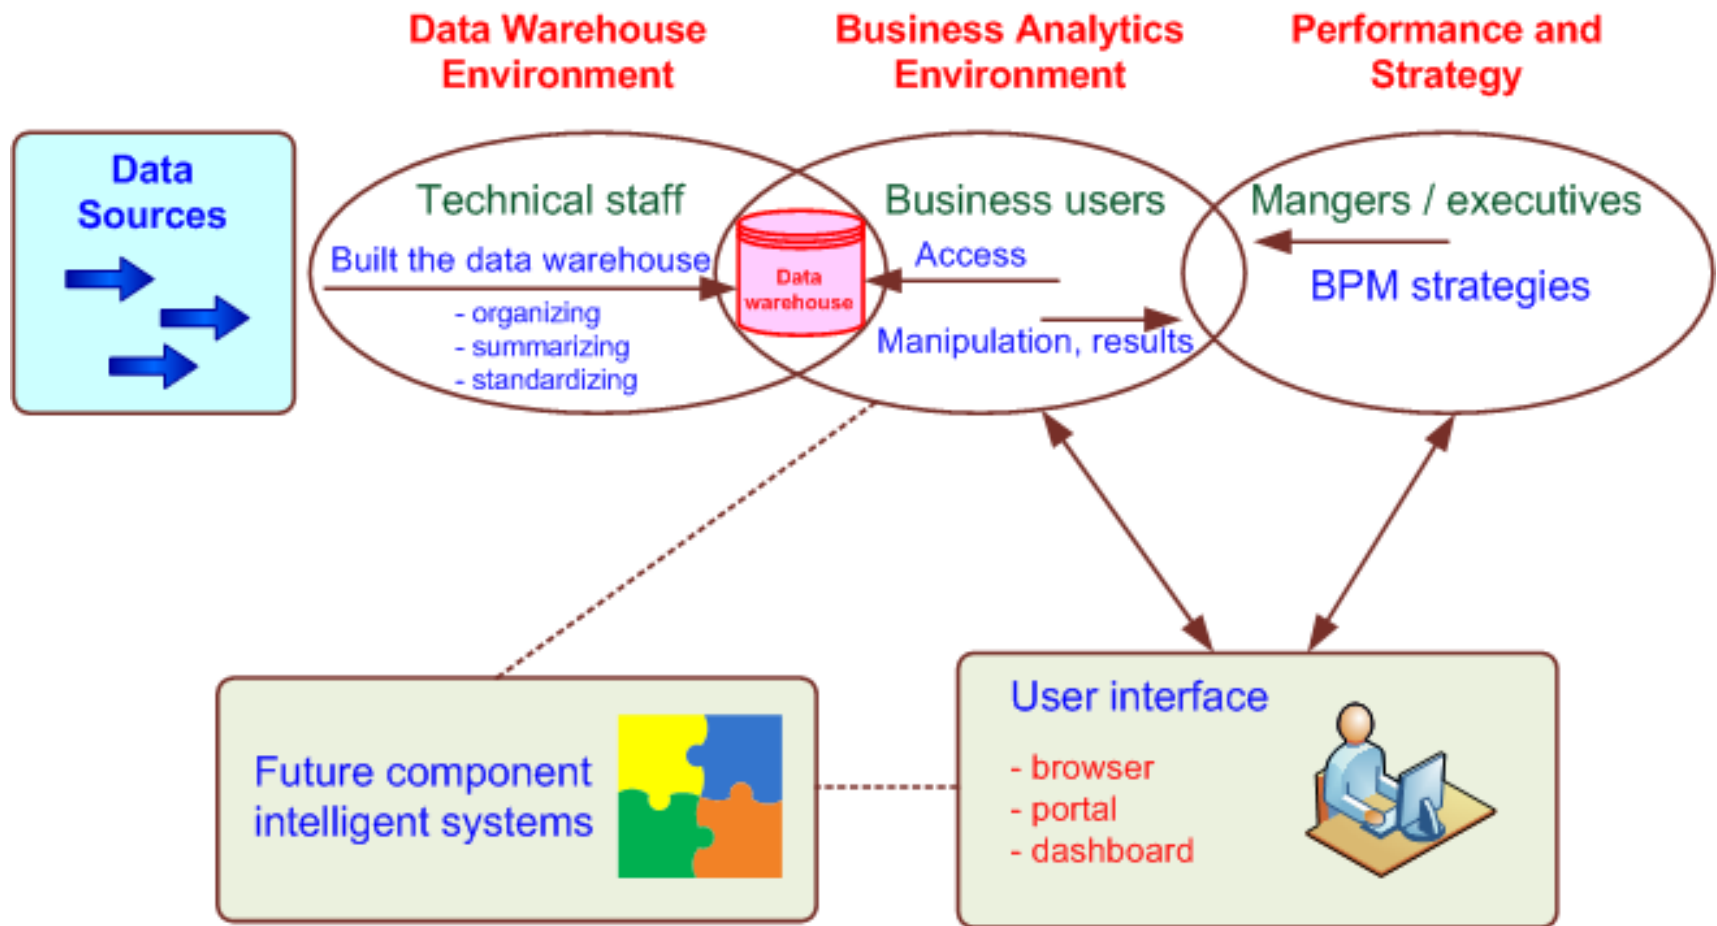 Data Warehouse
Environment
Business Analytics
Environment
Performance and
Strategy
Data
Sources
Technical staff
Built the data warehouse
- organizing
- summarizing
- standardizing
Data
warehouse
Business users
Access
Manipulation, results
Mangers / executives
BPM strategies
Future component
intelligent systems
User interface
- browser
- portal
- dashboard